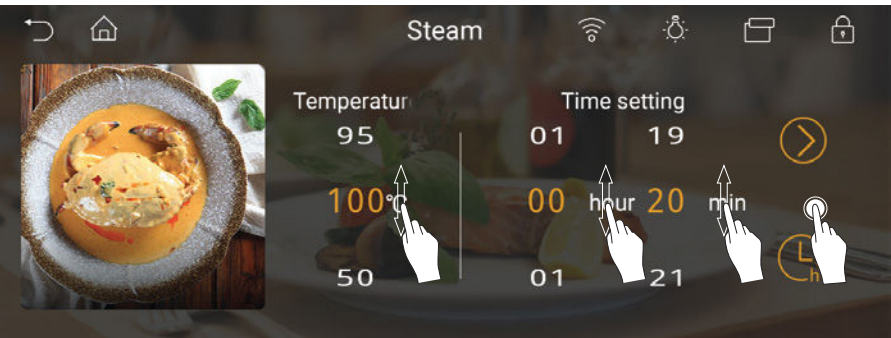 Steam
Temperatur
Time setting
95
01 19
100℃
00 hour 20 min
50
01 21
h